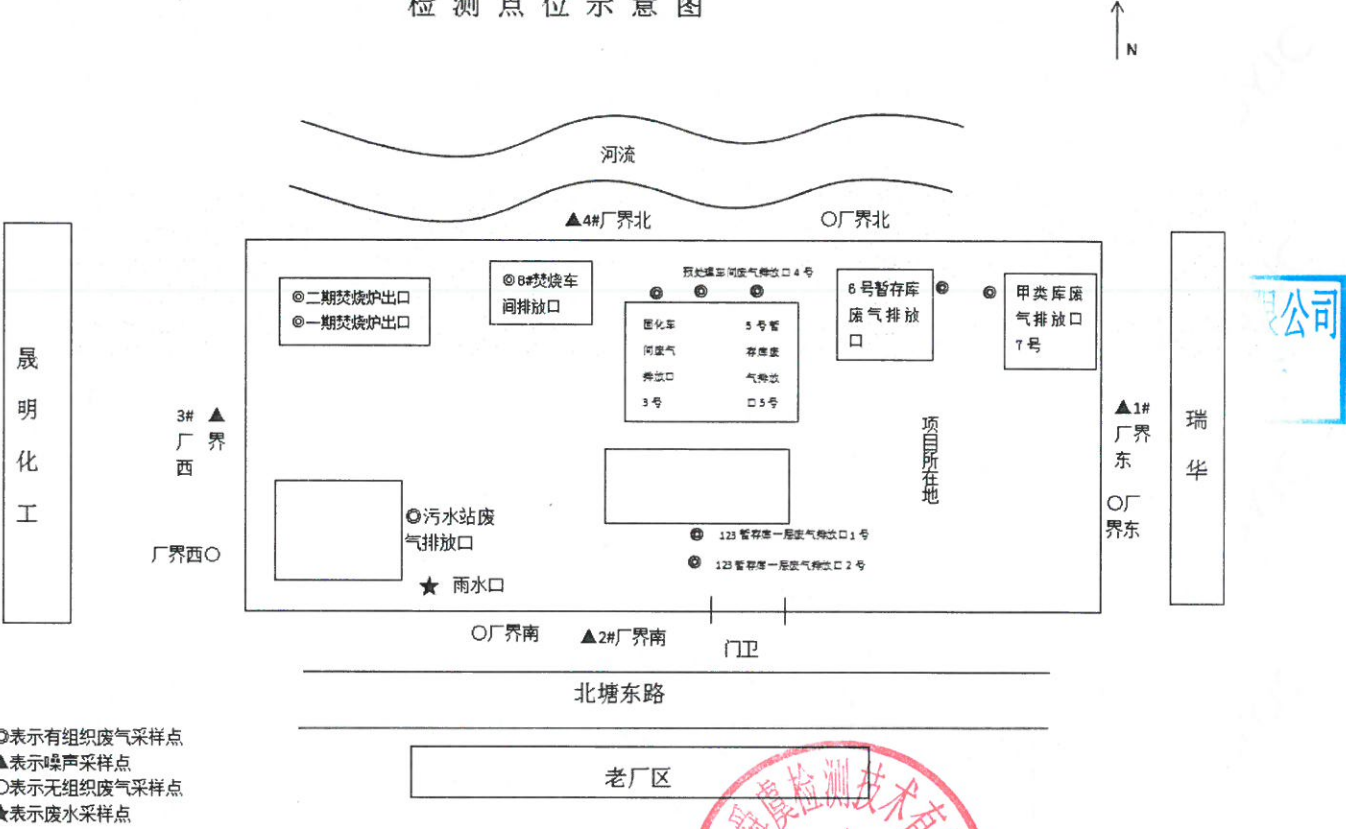 检测点位示意图
N
河流
▲4#厂界北
○厂界北
◎二期焚烧炉出口
◎一期焚烧炉出口
◎8#焚烧车
间排放口
预处理车间废气排放口4号
固化车
间废气
排放口
3号
5号暂
存库废
气排放
口5号
6号暂存库
废气排放
口
甲类库废
气排放口
7号
晟
明
化
工
3# ▲
厂 界
西
厂界西○
项目所在地
▲1#
厂界
东
○厂
界东
瑞
华
公司
◎污水站废
气排放口
★ 雨水口
123暂存库一层废气排放口1号
123暂存库一层废气排放口2号
○厂界南
▲2#厂界南
门卫
北塘东路
老厂区
◎表示有组织废气采样点
▲表示噪声采样点
○表示无组织废气采样点
★表示废水采样点
虞检测技术有